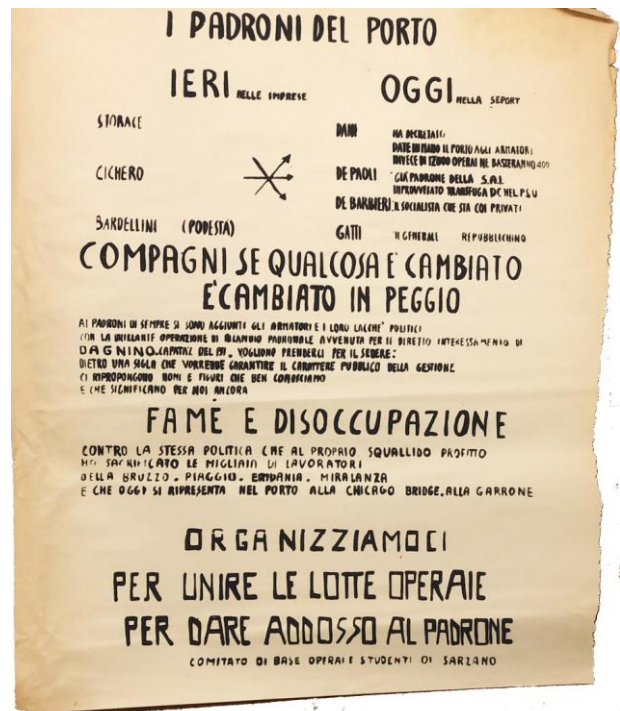 I PADRONI DEL PORTO
IERI NELLE IMPRESE OGGI NELLA SEPORT
STORACE
CICHERO
BARDELLINI (PODESTÀ)
DANI HA DECRETATO
DATE IN MANO IL PORTO AGLI ARMATORI
INVECE DI 12000 OPERAI NE BASTERANNO 400
DE PAOLI GIÀ PADRONE DELLA S.A.I.
IMPROVVISATO TRANSFUGA DC NEL PSU
DE BARBIERI IL SOCIALISTA CHE STA COI PRIVATI
GATTI IL GENERALE REPUBBLICHINO
COMPAGNI SE QUALCOSA E' CAMBIATO
E' CAMBIATO IN PEGGIO
AI PADRONI DI SEMPRE SI SONO AGGIUNTI GLI ARMATORI E I LORO LACCHE' POLITICI
CON LA BRILLANTE OPERAZIONE DI RILANCIO PADRONALE AVVENUTA PER IL DIRETTO INTERESSAMENTO DI
DAGNINO.CAPATAZ DEL PSI. VOGLIONO PRENDERCI PER IL SEDERE:
DIETRO UNA SIGLA CHE VORREBBE GARANTIRE IL CARATTERE PUBBLICO DELLA GESTIONE
CI RIPROPONGONO NOMI E FIGURI CHE BEN CONOSCIAMO
E CHE SIGNIFICANO PER NOI ANCORA
FAME E DISOCCUPAZIONE
CONTRO LA STESSA POLITICA CHE AL PROPRIO SQUALLIDO PROFITTO
HA SACRIFICATO LE MIGLIAIA DI LAVORATORI
DELLA BRUZZO. PIAGGIO. ERIDANIA. MIRALANZA
E CHE OGGI SI RIPRESENTA NEL PORTO ALLA CHICAGO BRIDGE. ALLA GARRONE
ORGANIZZIAMOCI
PER UNIRE LE LOTTE OPERAIE
PER DARE ADDOSSO AL PADRONE
COMITATO DI BASE OPERAI E STUDENTI DI SARZANO